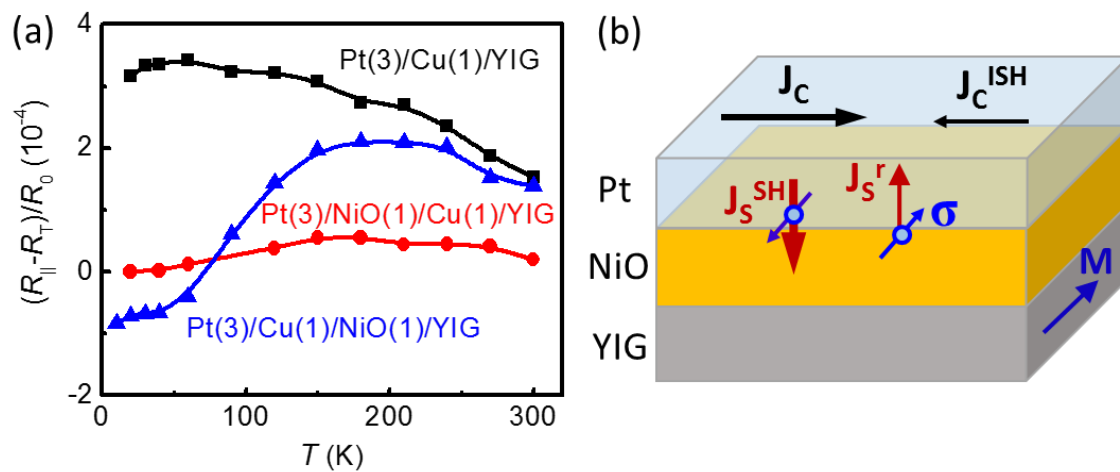 (a)
(R||-RT)/R0 (10-4)
4
2
0
-2
0
100
200
300
T (K)
Pt(3)/Cu(1)/YIG
Pt(3)/NiO(1)/Cu(1)/YIG
Pt(3)/Cu(1)/NiO(1)/YIG
(b)
JC
JCISH
Pt
JSSH
JSr
σ
NiO
M
YIG